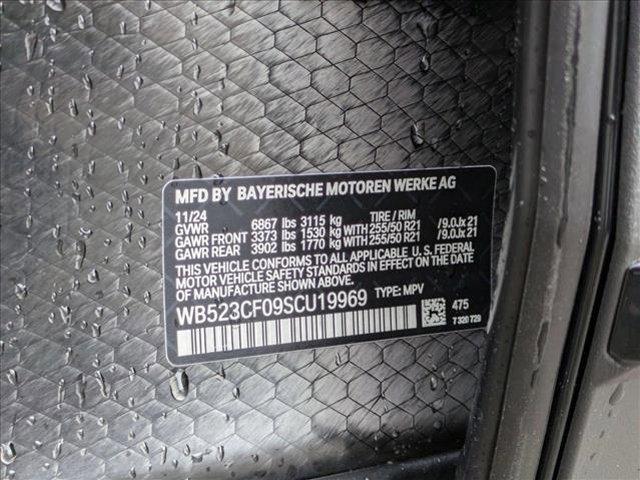 MFD BY BAYERISCHE MOTOREN WERKE AG
11/24 TIRE / RIM
GVWR 6867 lbs 3115 kg
GAWR FRONT 3373 lbs 1530 kg WITH 255/50 R21 /9.0Jx 21
GAWR REAR 3902 lbs 1770 kg WITH 255/50 R21 /9.0Jx 21
THIS VEHICLE CONFORMS TO ALL APPLICABLE U. S. FEDERAL
MOTOR VEHICLE SAFETY STANDARDS IN EFFECT ON THE DATE
OF MANUFACTURE SHOWN ABOVE.
WB523CF09SCU19969 TYPE: MPV
475
7 320 729